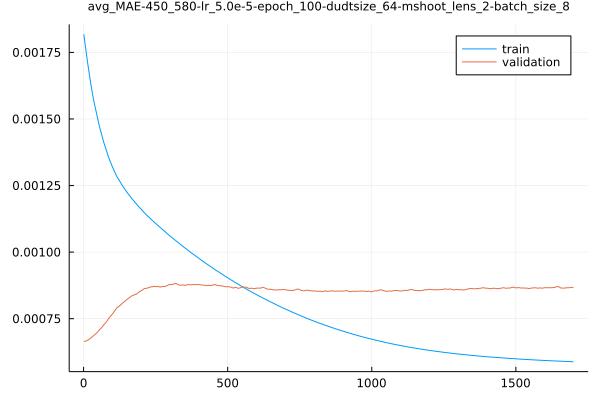 avg_MAE-450_580-lr_5.0e-5-epoch_100-dudtsize_64-mshoot_lens_2-batch_size_8
train
validation
0.00175
0.00150
0.00125
0.00100
0.00075
0 500 1000 1500